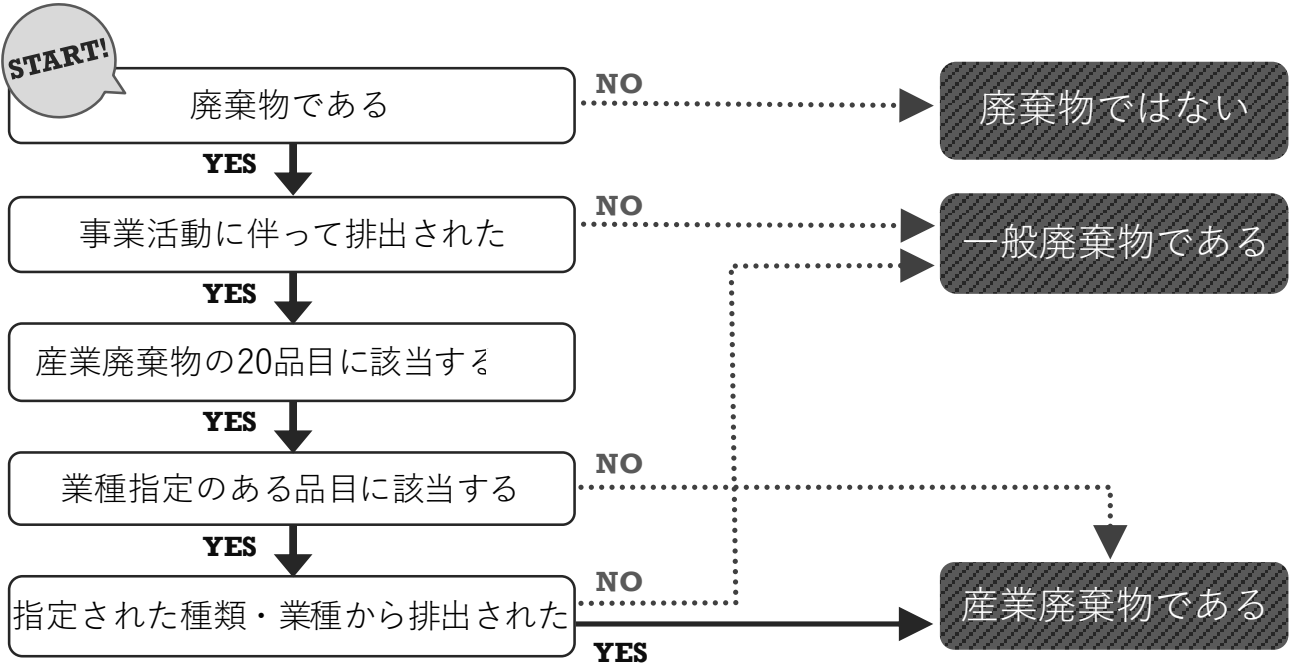 START!
廃棄物である
NO
廃棄物ではない
YES
事業活動に伴って排出された
NO
一般廃棄物である
YES
産業廃棄物の20品目に該当する
YES
業種指定のある品目に該当する
NO
YES
指定された種類・業種から排出された
NO
産業廃棄物である
YES